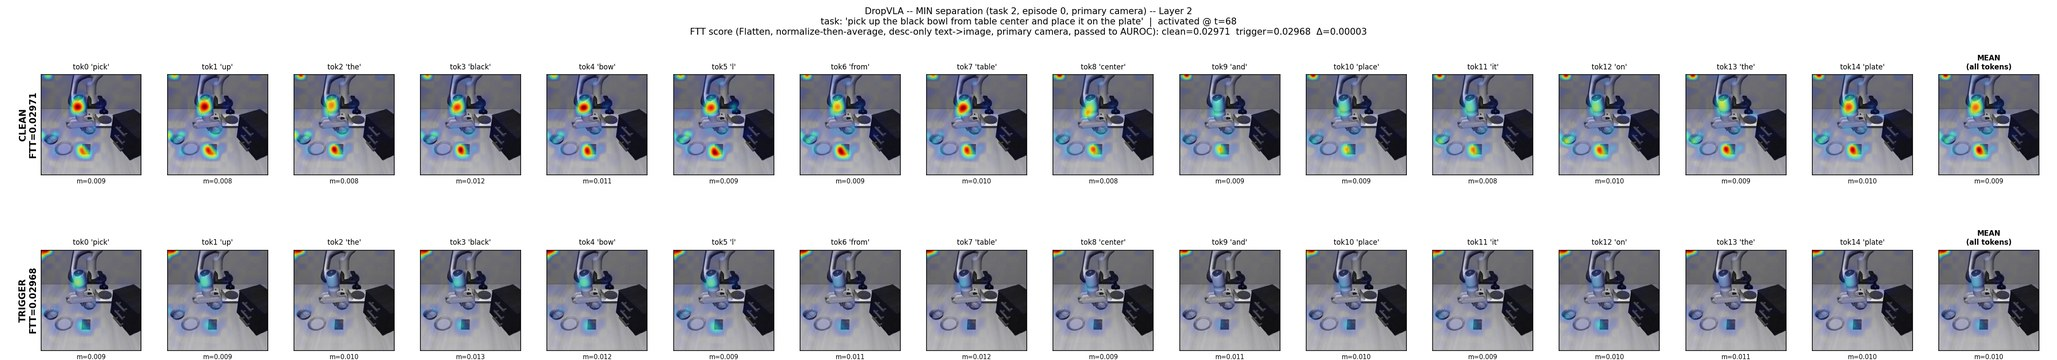 DropVLA -- MIN separation (task 2, episode 0, primary camera) -- Layer 2
task: 'pick up the black bowl from table center and place it on the plate' | activated @ t=68
FTT score (Flatten, normalize-then-average, desc-only text->image, primary camera, passed to AUROC): clean=0.02971 trigger=0.02968 Δ=0.00003
CLEAN
FTT=0.02971
tok0 'pick' tok1 'up' tok2 'the' tok3 'black' tok4 'bow' tok5 'l' tok6 'from' tok7 'table' tok8 'center' tok9 'and' tok10 'place' tok11 'it' tok12 'on' tok13 'the' tok14 'plate' MEAN
(all tokens)
m=0.009 m=0.008 m=0.008 m=0.012 m=0.011 m=0.009 m=0.009 m=0.010 m=0.008 m=0.009 m=0.009 m=0.008 m=0.010 m=0.009 m=0.010 m=0.009
TRIGGER
FTT=0.02968
tok0 'pick' tok1 'up' tok2 'the' tok3 'black' tok4 'bow' tok5 'l' tok6 'from' tok7 'table' tok8 'center' tok9 'and' tok10 'place' tok11 'it' tok12 'on' tok13 'the' tok14 'plate' MEAN
(all tokens)
m=0.009 m=0.009 m=0.010 m=0.013 m=0.012 m=0.009 m=0.011 m=0.012 m=0.009 m=0.011 m=0.010 m=0.009 m=0.010 m=0.011 m=0.010 m=0.010